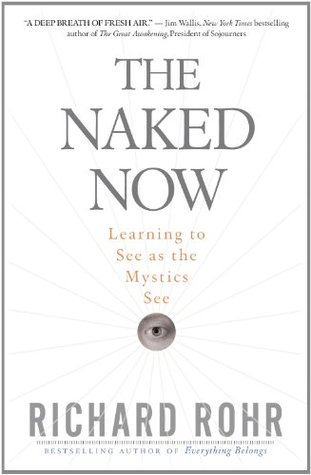 "A DEEP BREATH OF FRESH AIR." — Jim Wallis, New York Times bestselling
author of The Great Awakening, President of Sojourners
THE
NAKED
NOW
Learning to
See as the
Mystics
See
RICHARD ROHR
BESTSELLING AUTHOR OF Everything Belongs